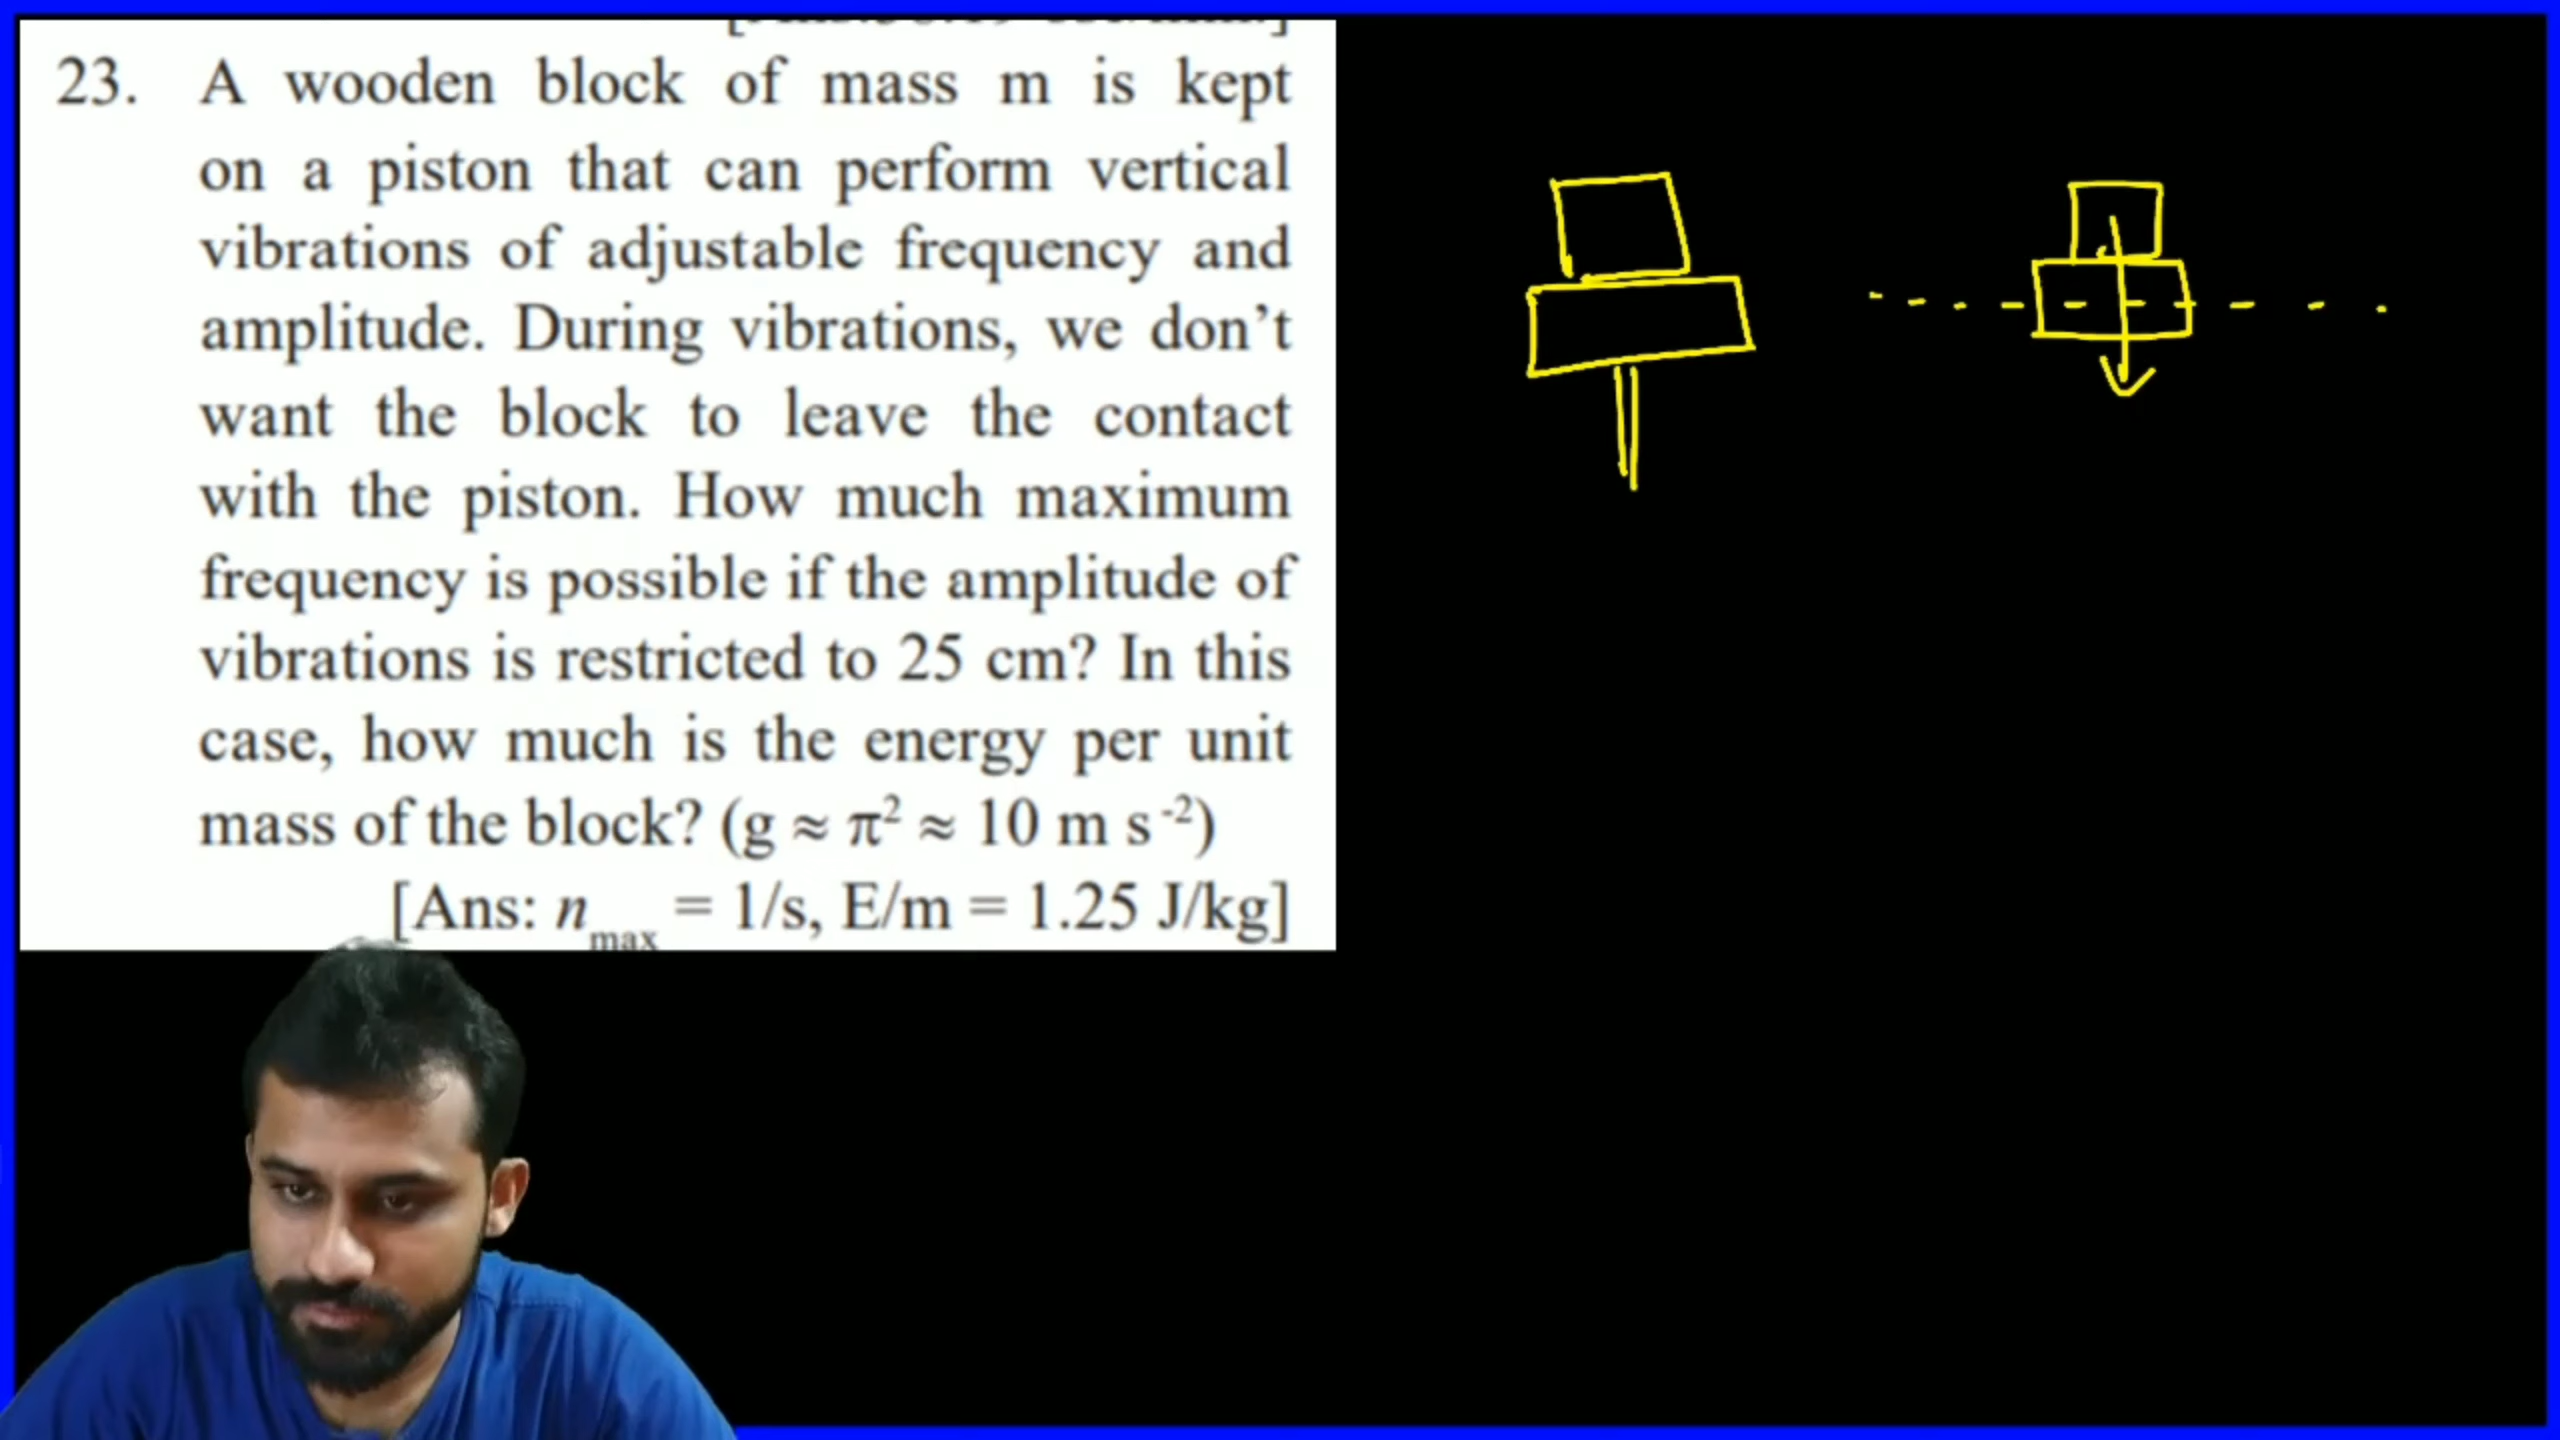 23. A wooden block of mass m is kept
on a piston that can perform vertical
vibrations of adjustable frequency and
amplitude. During vibrations, we don’t
want the block to leave the contact
with the piston. How much maximum
frequency is possible if the amplitude of
vibrations is restricted to 25 cm? In this
case, how much is the energy per unit
mass of the block? (g ≈ π² ≈ 10 m s⁻²)
[Ans: n_max = 1/s, E/m = 1.25 J/kg]